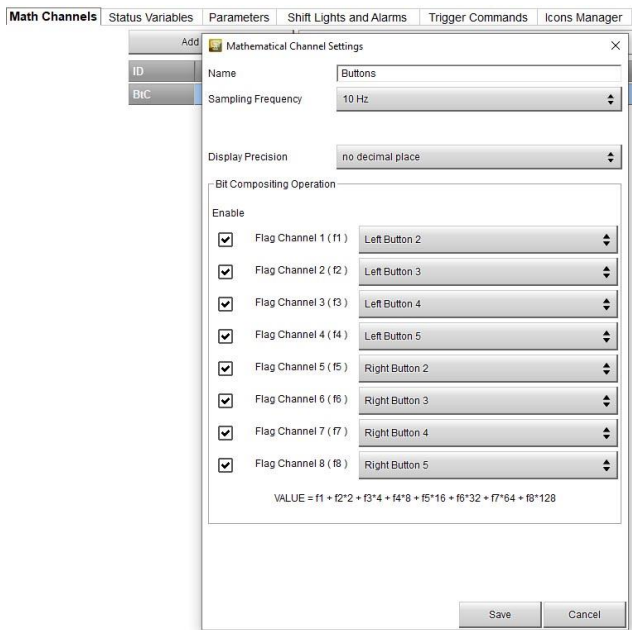 Math Channels Status Variables Parameters Shift Lights and Alarms Trigger Commands Icons Manager
Add
Mathematical Channel Settings
ID
Name Buttons
BtC
Sampling Frequency 10 Hz
Display Precision no decimal place
Bit Compositing Operation
Enable
Flag Channel 1 ( f1 ) Left Button 2
Flag Channel 2 ( f2 ) Left Button 3
Flag Channel 3 ( f3 ) Left Button 4
Flag Channel 4 ( f4 ) Left Button 5
Flag Channel 5 ( f5 ) Right Button 2
Flag Channel 6 ( f6 ) Right Button 3
Flag Channel 7 ( f7 ) Right Button 4
Flag Channel 8 ( f8 ) Right Button 5
VALUE = f1 + f2*2 + f3*4 + f4*8 + f5*16 + f6*32 + f7*64 + f8*128
Save Cancel